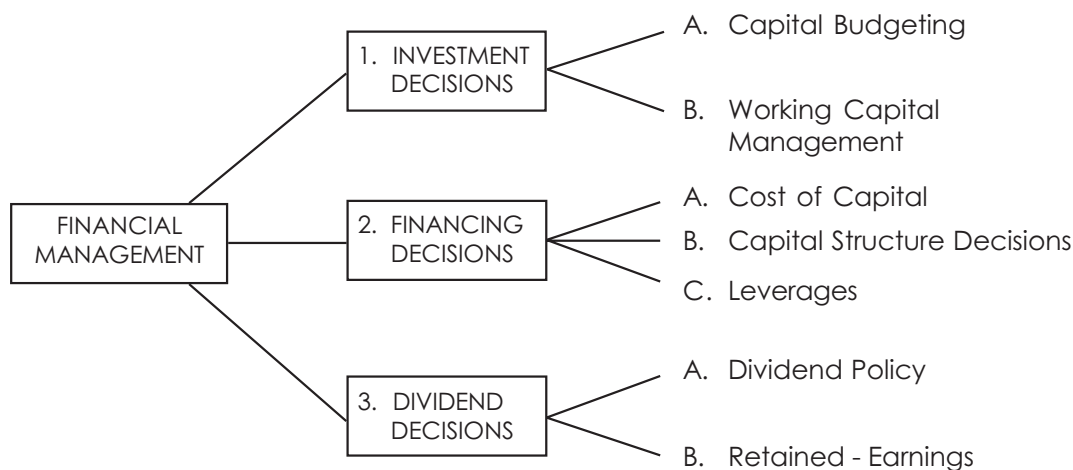 FINANCIAL
MANAGEMENT
1. INVESTMENT
DECISIONS
A. Capital Budgeting
B. Working Capital
Management
2. FINANCING
DECISIONS
A. Cost of Capital
B. Capital Structure Decisions
C. Leverages
3. DIVIDEND
DECISIONS
A. Dividend Policy
B. Retained - Earnings